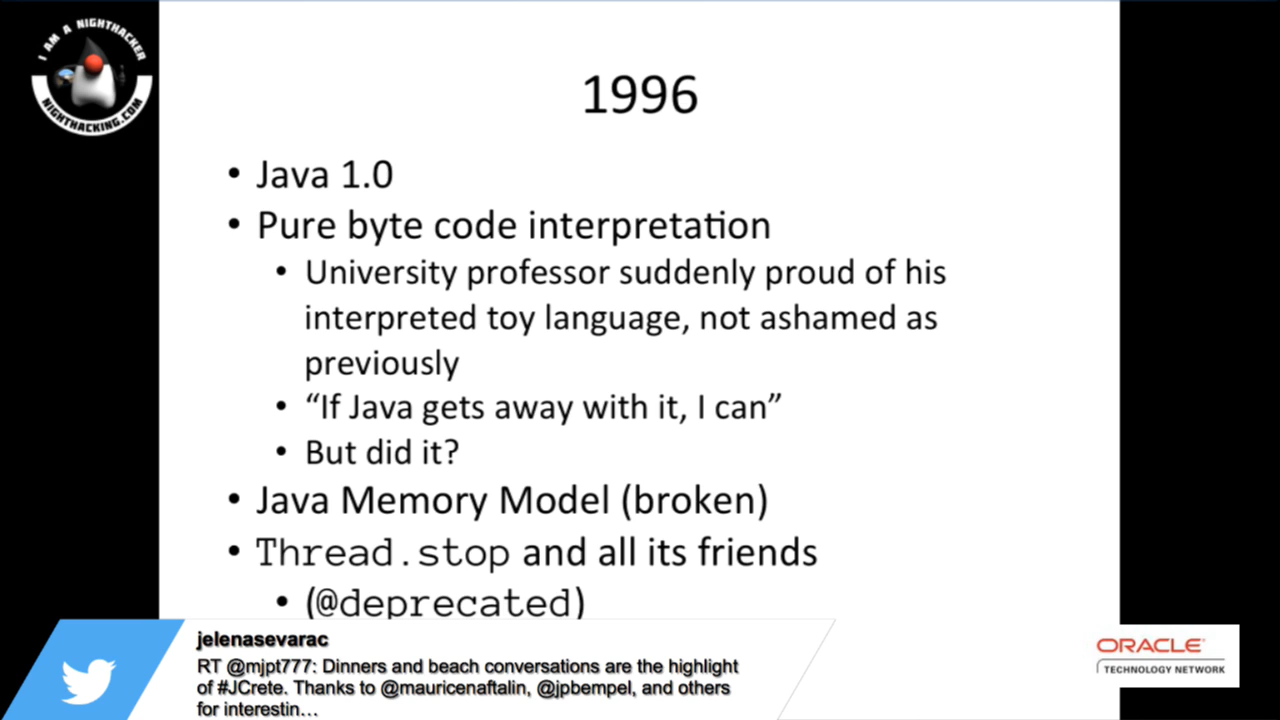 I AM A NIGHTHACKER
NIGHTHACKING.COM
1996
• Java 1.0
• Pure byte code interpretation
• University professor suddenly proud of his
interpreted toy language, not ashamed as
previously
• “If Java gets away with it, I can”
• But did it?
• Java Memory Model (broken)
• Thread.stop and all its friends
• (@deprecated)
jelenasevarac
RT @mjpt777: Dinners and beach conversations are the highlight
of #JCrete. Thanks to @mauricenaftalin, @jpbempel, and others
for interestin…
ORACLE
TECHNOLOGY NETWORK